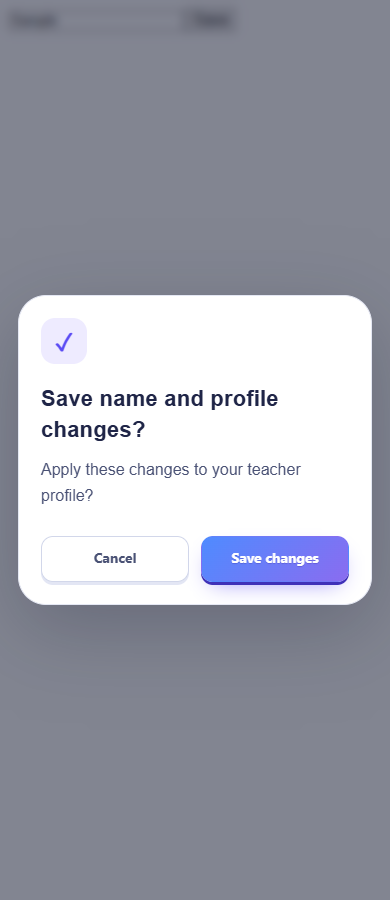 Save name and profile
changes?
Apply these changes to your teacher
profile?
Cancel
Save changes